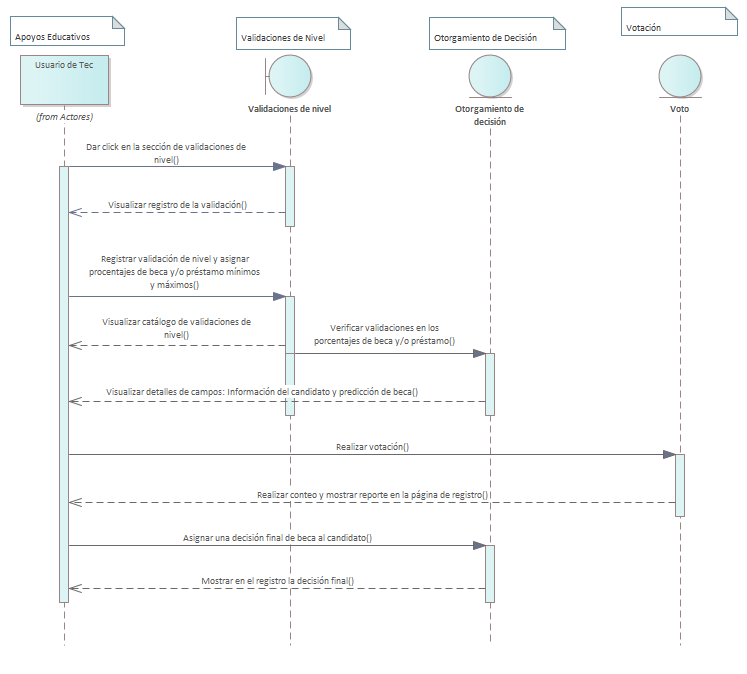 Apoyos Educativos
Validaciones de Nivel
Otorgamiento de Decisión
Votación
Usuario de Tec
(from Actores)
Validaciones de nivel
Otorgamiento de
decisión
Voto
Dar click en la sección de validaciones de
nivel()
Visualizar registro de la validación()
Registrar validación de nivel y asignar
procentajes de beca y/o préstamo mínimos
y máximos()
Visualizar catálogo de validaciones de
nivel()
Verificar validaciones en los
porcentajes de beca y/o préstamo()
Visualizar detalles de campos: Información del candidato y predicción de beca()
Realizar votación()
Realizar conteo y mostrar reporte en la página de registro()
Asignar una decisión final de beca al candidato()
Mostrar en el registro la decisión final()